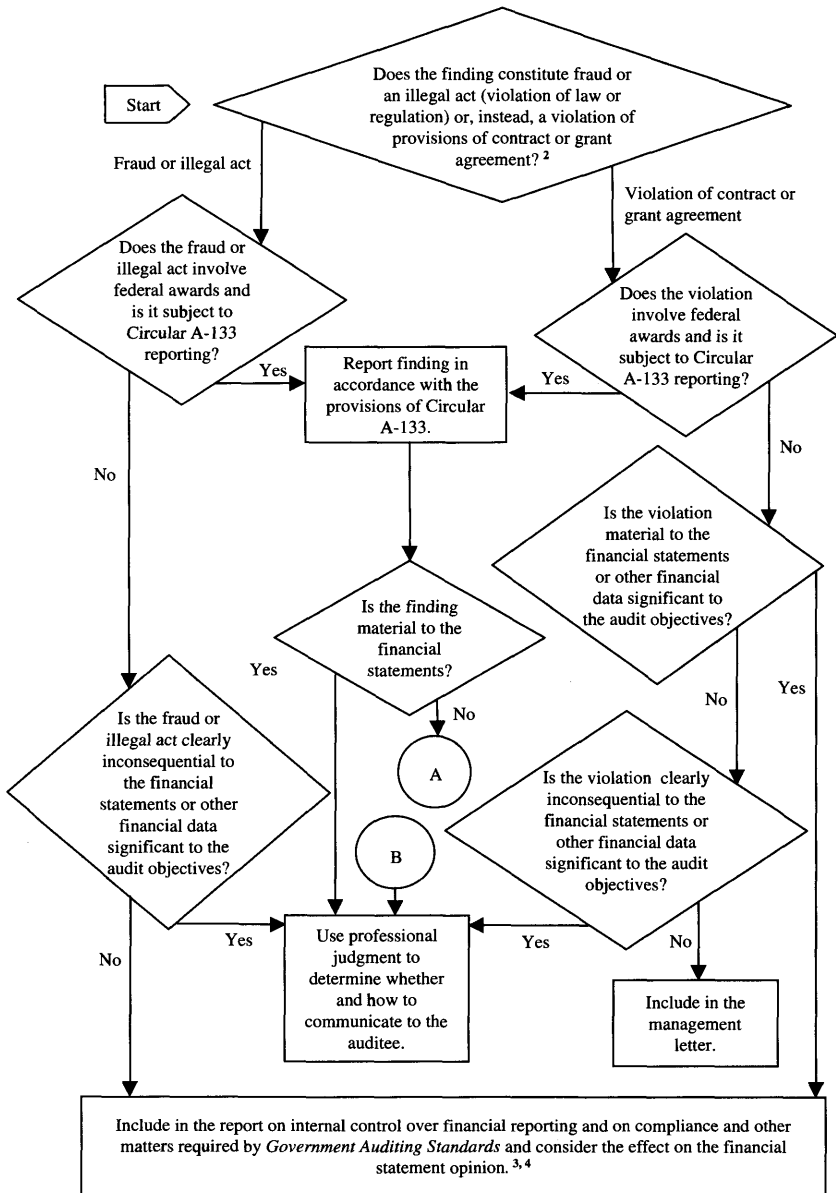 Start
Does the finding constitute fraud or
an illegal act (violation of law or
regulation) or, instead, a violation of
provisions of contract or grant
agreement? 2
Fraud or illegal act
Violation of contract or
grant agreement
Does the fraud or
illegal act involve
federal awards and
is it subject to
Circular A-133
reporting?
Does the violation
involve federal
awards and is it
subject to Circular
A-133 reporting?
Yes
Report finding in
accordance with the
provisions of Circular
A-133.
Yes
No
No
Is the violation
material to the
financial statements
or other financial
data significant to
the audit objectives?
Is the finding
material to the
financial
statements?
Yes
No
No
Yes
Is the fraud or
illegal act clearly
inconsequential to
the financial
statements or other
financial data
significant to the
audit objectives?
A
Is the violation clearly
inconsequential to the
financial statements or
other financial data
significant to the audit
objectives?
B
No
Yes
Use professional
judgment to
determine whether
and how to
communicate to the
auditee.
Yes
No
Include in the
management
letter.
Include in the report on internal control over financial reporting and on compliance and other
matters required by Government Auditing Standards and consider the effect on the financial
statement opinion. 3, 4